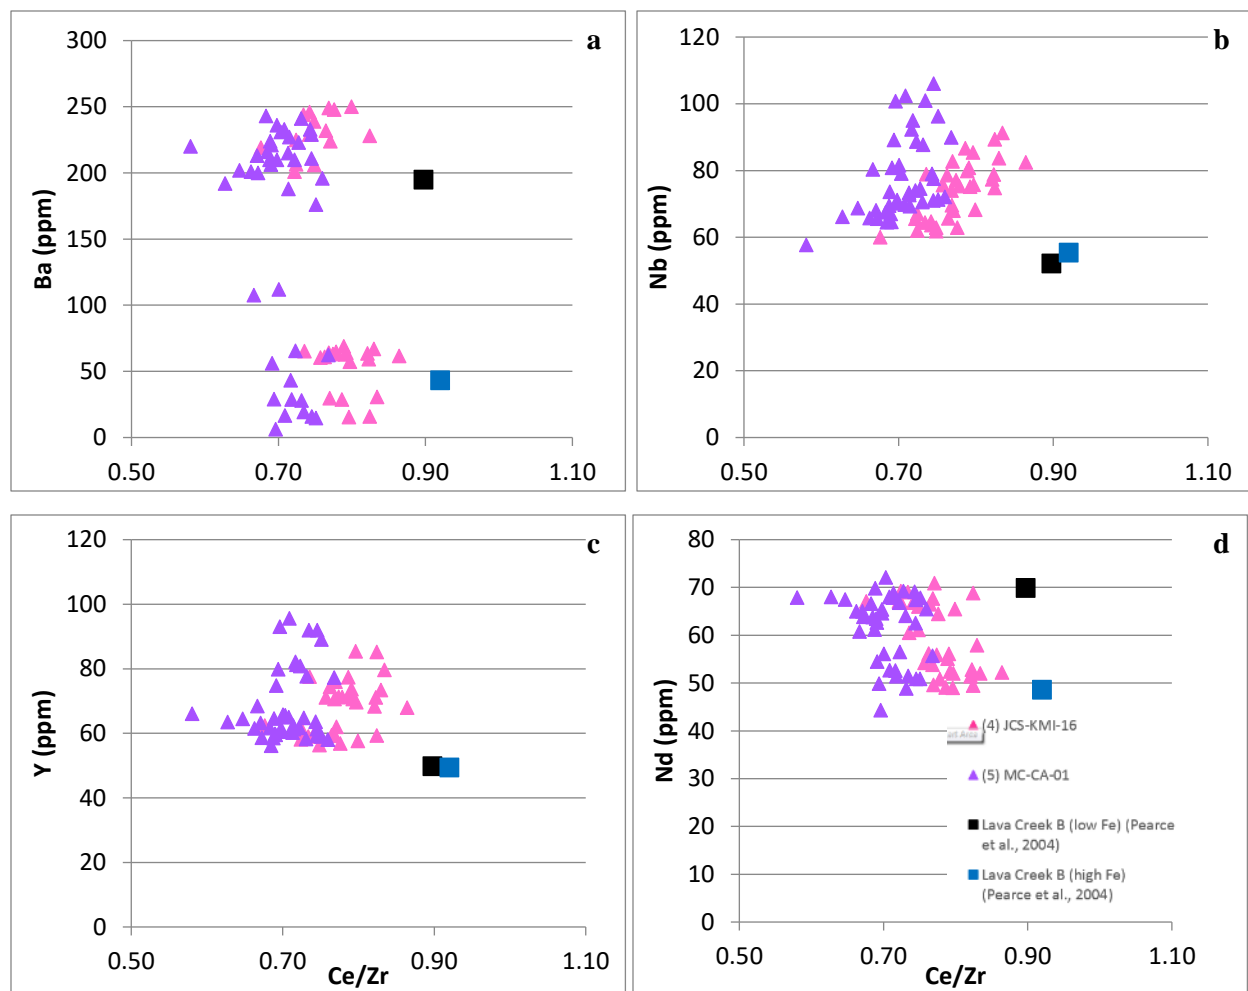 a
300
250
200
150
100
50
0
Ba (ppm)
0.50 0.70 0.90 1.10
b
120
100
80
60
40
20
0
Nb (ppm)
0.50 0.70 0.90 1.10
c
120
100
80
60
40
20
0
Y (ppm)
0.50 0.70 0.90 1.10
Ce/Zr
d
80
70
60
50
40
30
20
10
0
Nd (ppm)
0.50 0.70 0.90 1.10
Ce/Zr
(4) JCS-KMI-16
Area
(5) MC-CA-01
Lava Creek B (low Fe) (Pearce
et al., 2004)
Lava Creek B (high Fe)
(Pearce et al., 2004)